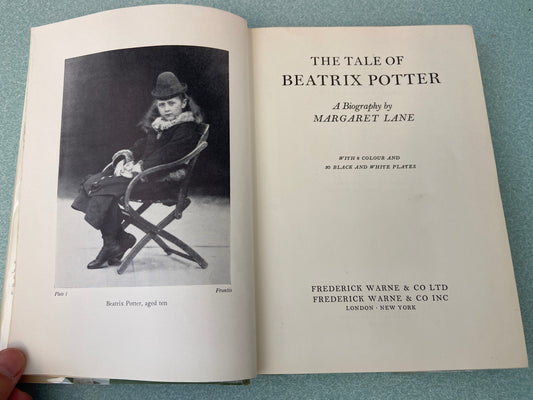 Plate 1
Frontis
Beatrix Potter, aged ten
THE TALE OF
BEATRIX POTTER
A Biography by
MARGARET LANE
WITH 8 COLOUR AND
30 BLACK AND WHITE PLATES
FREDERICK WARNE & CO LTD
FREDERICK WARNE & CO INC
LONDON · NEW YORK